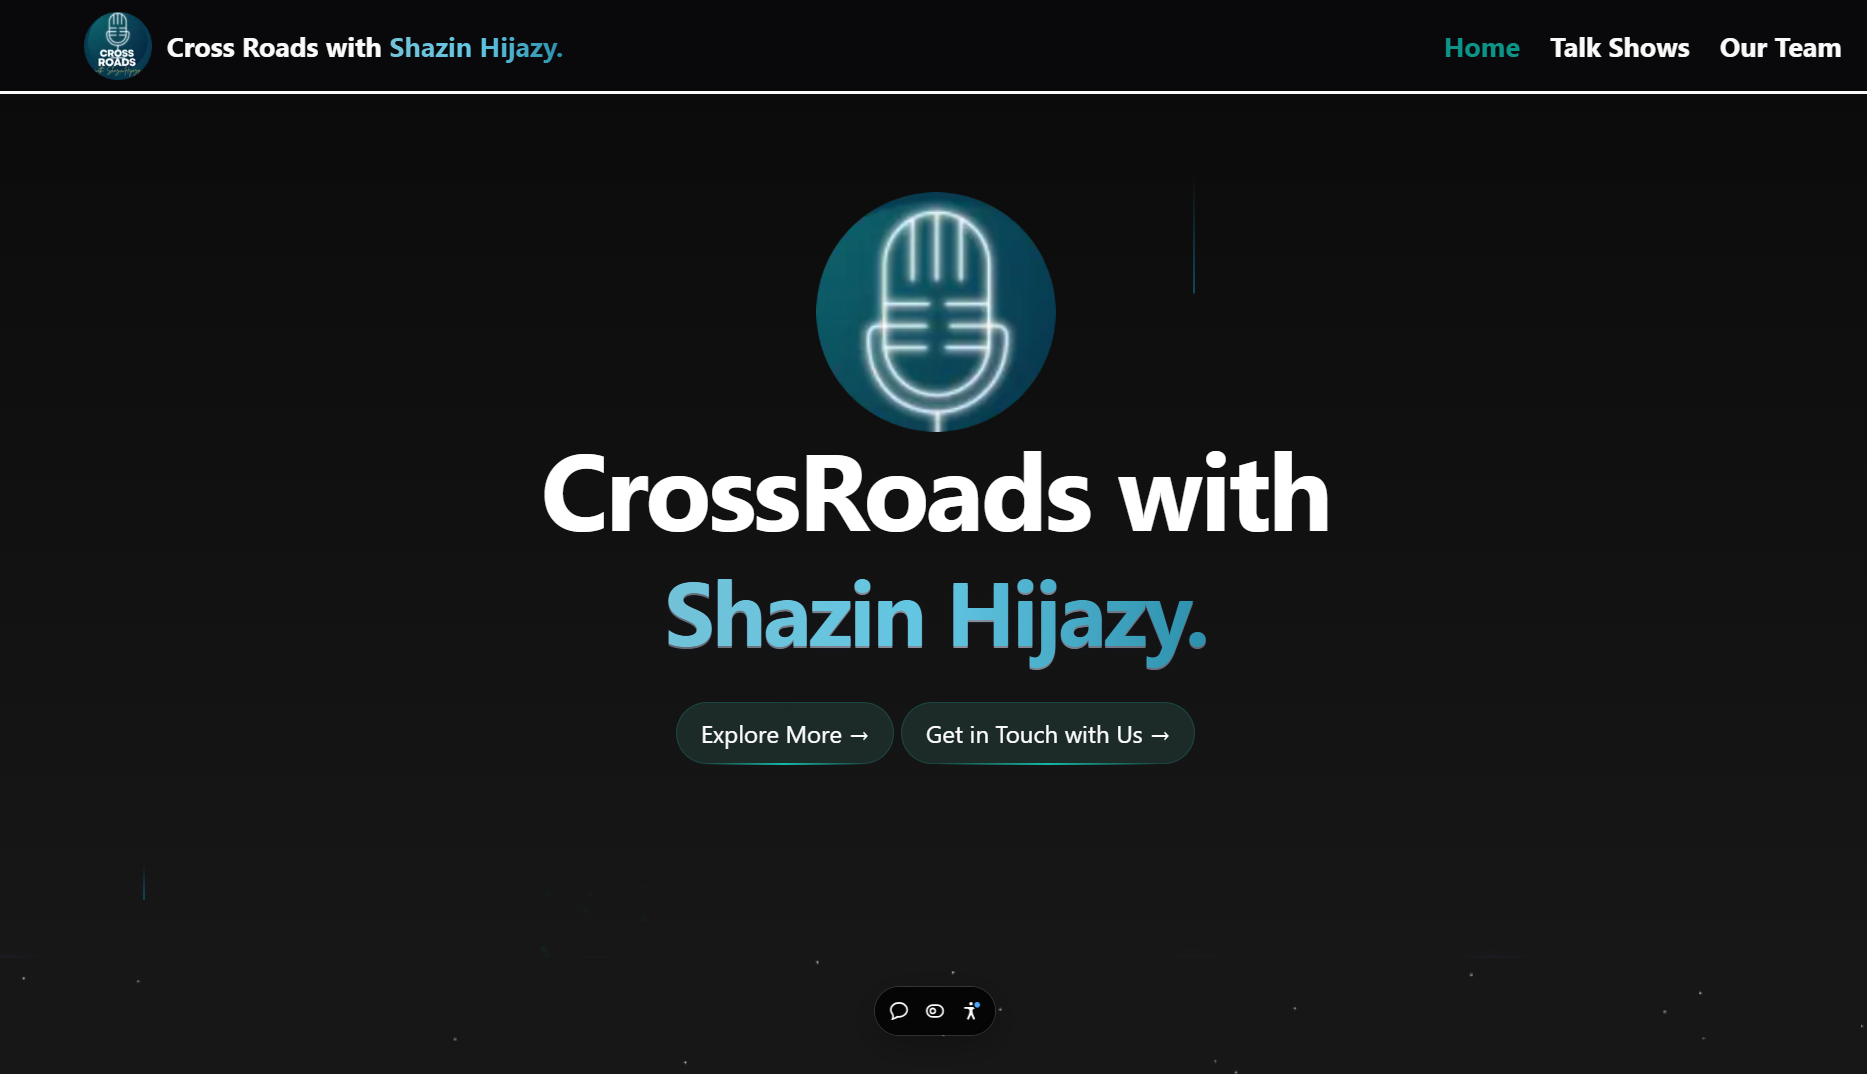 CROSS
ROADS
Cross Roads with Shazin Hijazy.
Home
Talk Shows
Our Team
CrossRoads with
Shazin Hijazy.
Explore More →
Get in Touch with Us →